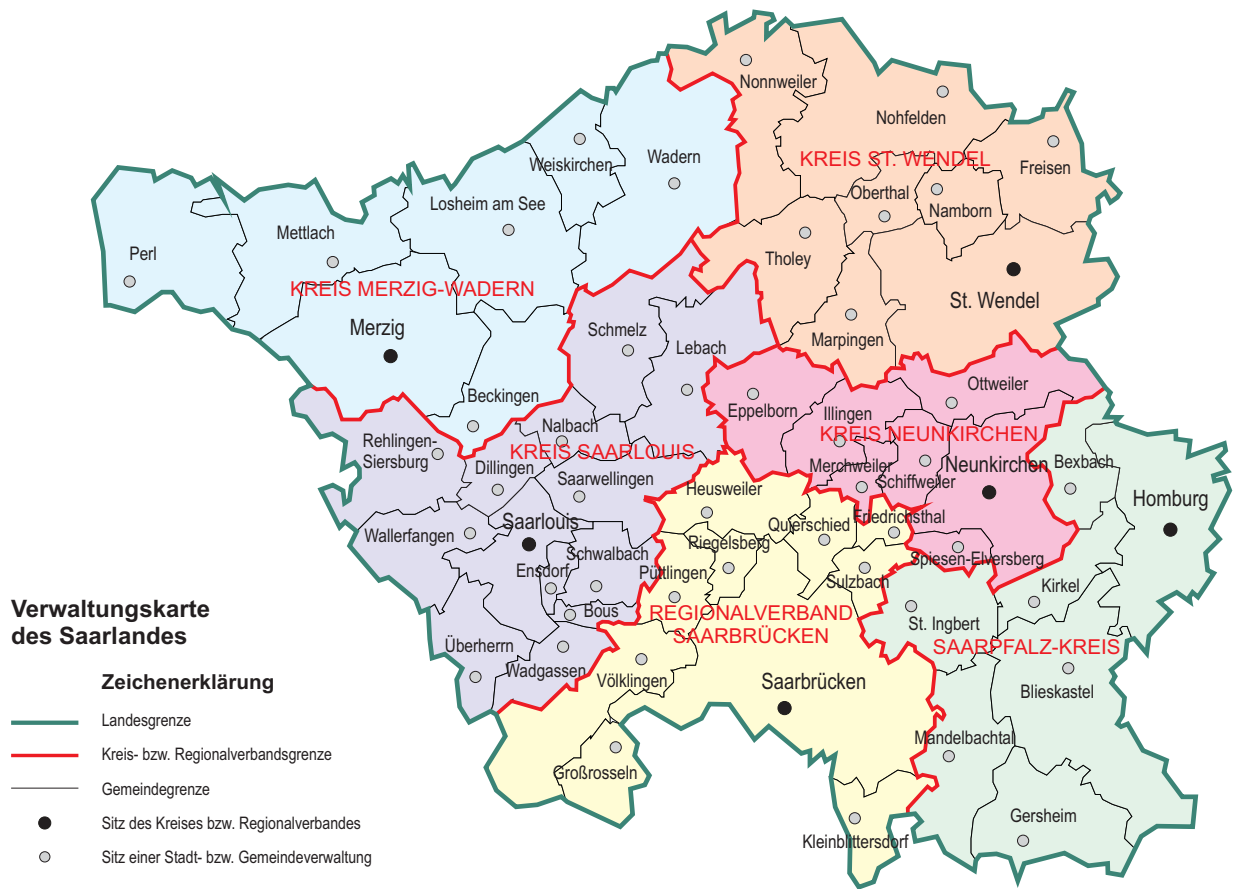 Nonnweiler
Nohfelden
Weiskirchen
Wadern
KREIS ST. WENDEL
Freisen
Losheim am See
Oberthal
Namborn
Mettlach
Perl
Tholey
KREIS MERZIG-WADERN
St. Wendel
Merzig
Schmelz
Marpingen
Lebach
Ottweiler
Beckingen
Eppelborn
Illingen
Nalbach
KREIS NEUNKIRCHEN
Rehlingen-
Siersburg
KREIS SAARLOUIS
Dillingen
Merchweiler
Neunkirchen
Bexbach
Saarwellingen
Schiffweiler
Heusweiler
Homburg
Friedrichsthal
Saarlouis
Quierschied
Wallerfangen
Riegelsberg
Schwalbach
Spiesen-Elversberg
Ensdorf
Püttlingen
Sulzbach
Kirkel
Bous
REGIONALVERBAND
SAARBRÜCKEN
St. Ingbert
Verwaltungskarte
des Saarlandes
Überherrn
SAARPFALZ-KREIS
Wadgassen
Völklingen
Saarbrücken
Blieskastel
Zeichenerklärung
Landesgrenze
Mandelbachtal
Kreis- bzw. Regionalverbandsgrenze
Großrosseln
Gemeindegrenze
Gersheim
Sitz des Kreises bzw. Regionalverbandes
Kleinblittersdorf
Sitz einer Stadt- bzw. Gemeindeverwaltung